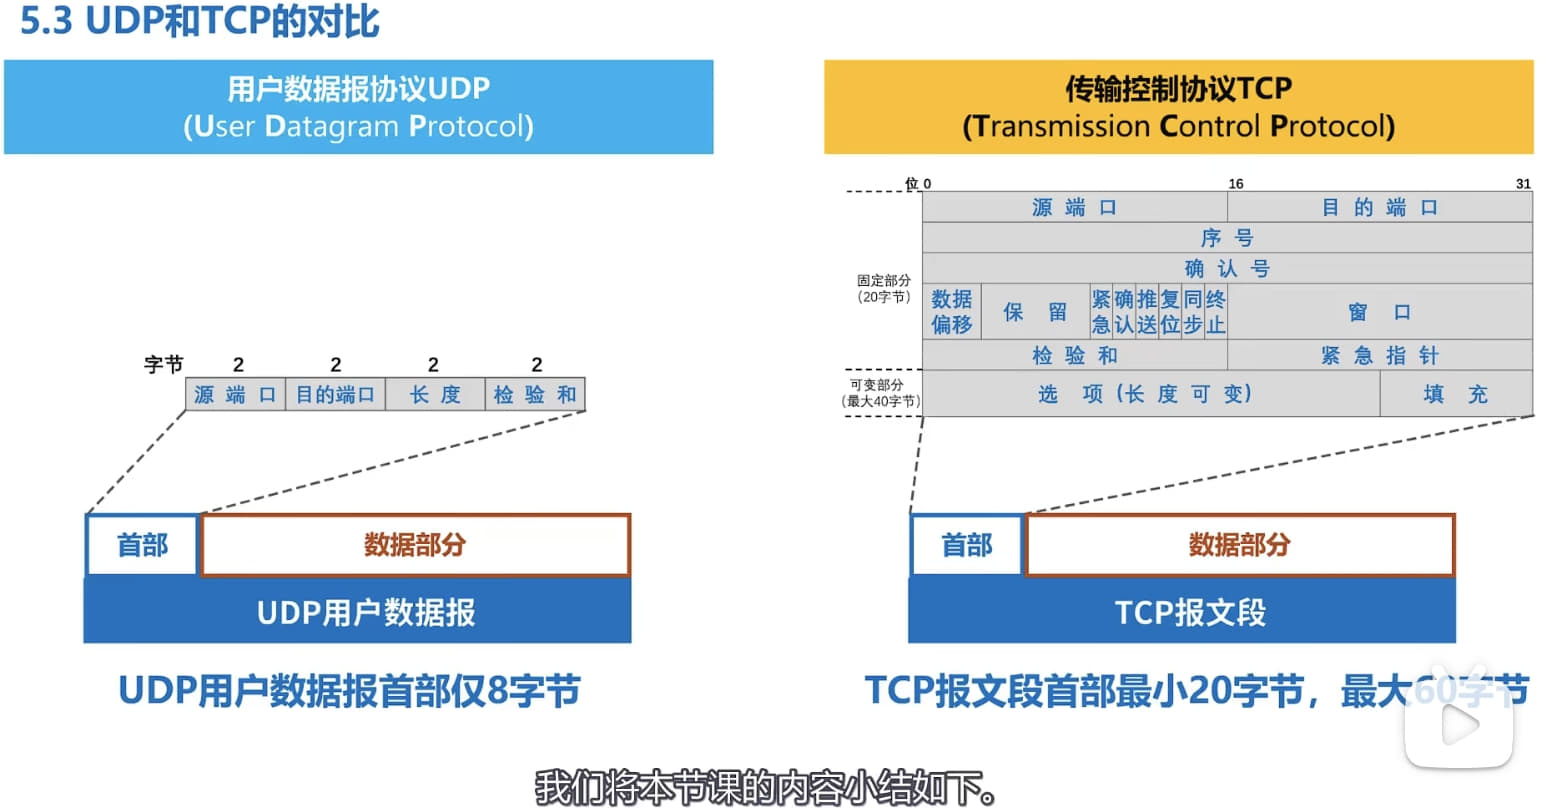 5.3 UDP和TCP的对比
用户数据报协议UDP
(User Datagram Protocol)
字节 2 2 2 2
源端口 目的端口 长度 检验和
首部 数据部分
UDP用户数据报
UDP用户数据报首部仅8字节
传输控制协议TCP
(Transmission Control Protocol)
位 0 16 31
源端口 目的端口
序号
确认号
固定部分
(20字节)
数据偏移 保留 紧急 确认 推送 复位 同步 终止 窗口
检验和 紧急指针
可变部分
(最大40字节)
选项(长度可变) 填充
首部 数据部分
TCP报文段
TCP报文段首部最小20字节，最大60字节
我们将本节课的内容小结如下。